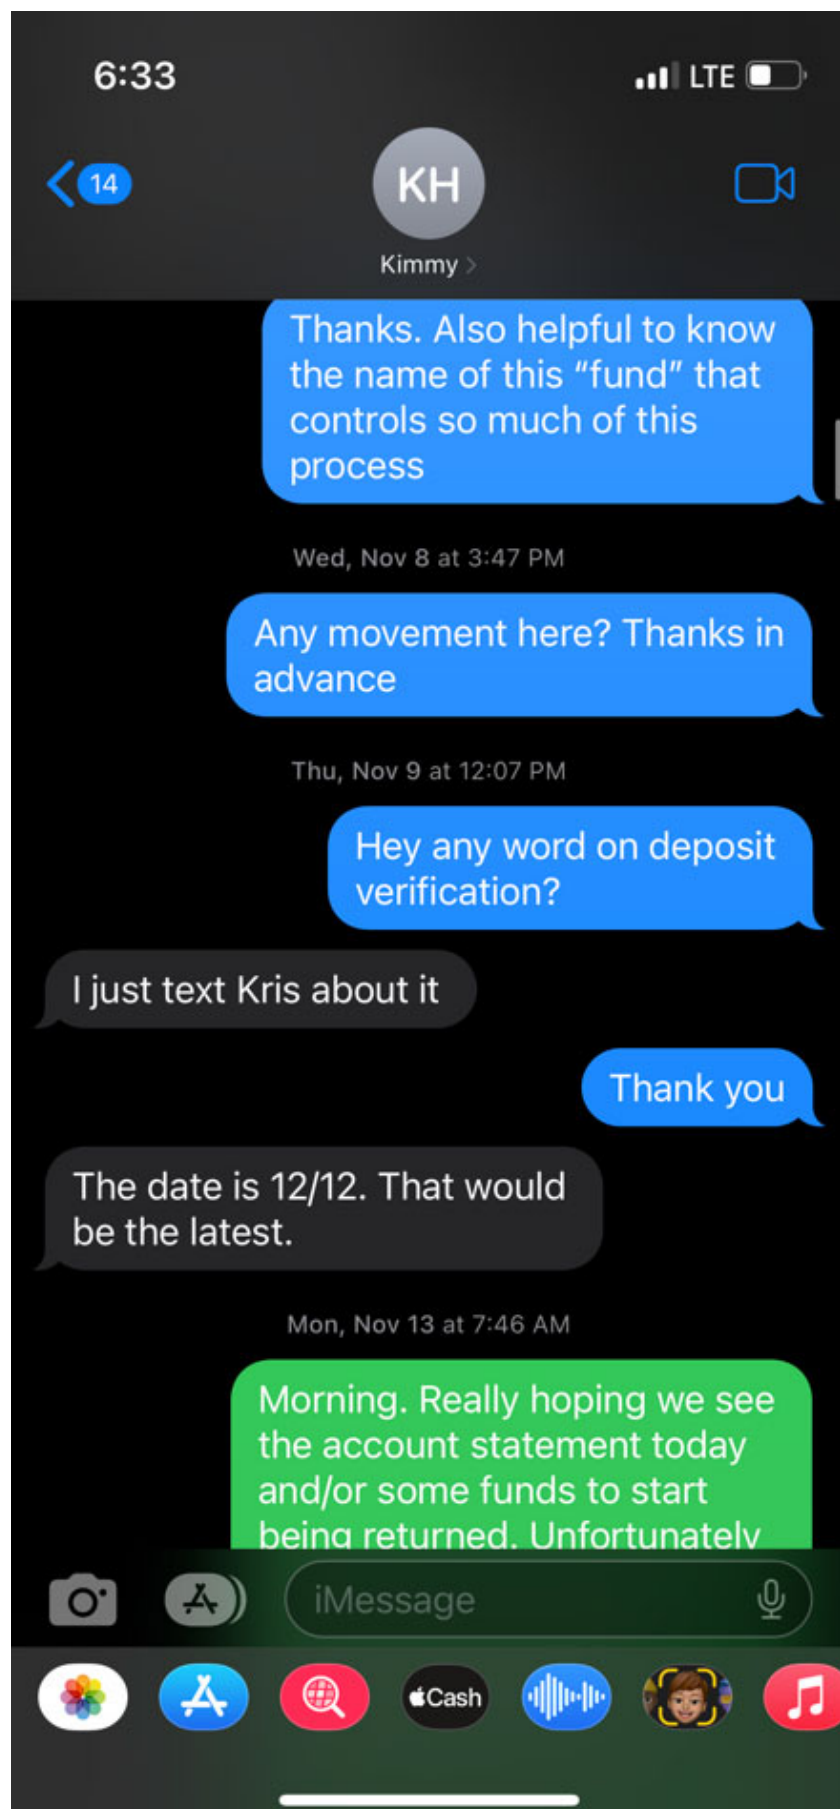 6:33
LTE
14
KH
Kimmy
Thanks. Also helpful to know
the name of this “fund” that
controls so much of this
process
Wed, Nov 8 at 3:47 PM
Any movement here? Thanks in
advance
Thu, Nov 9 at 12:07 PM
Hey any word on deposit
verification?
I just text Kris about it
Thank you
The date is 12/12. That would
be the latest.
Mon, Nov 13 at 7:46 AM
Morning. Really hoping we see
the account statement today
and/or some funds to start
being returned. Unfortunately
iMessage
Cash